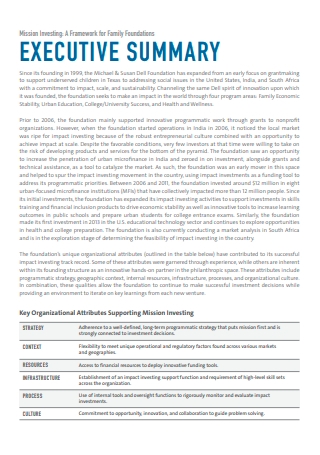 Mission Investing: A Framework for Family Foundations
EXECUTIVE SUMMARY
Since its founding in 1999, the Michael & Susan Dell Foundation has expanded from an early focus on grantmaking
to support underserved children in Texas to addressing social issues in the United States, India, and South Africa
with a commitment to impact, scale, and sustainability. Channeling the same Dell spirit of innovation upon which
it was founded, the foundation seeks to make an impact in the world through four program areas: Family Economic
Stability, Urban Education, College/University Success, and Health and Wellness.
Prior to 2006, the foundation mainly supported innovative programmatic work through grants to nonprofit
organizations. However, when the foundation started operations in India in 2006, it noticed the local market
was ripe for impact investing because of the robust entrepreneurial culture combined with an opportunity to
achieve impact at scale. Despite the favorable conditions, very few investors at that time were willing to take on
the risk of developing products and services for the bottom of the pyramid. The foundation saw an opportunity
to increase the penetration of urban microfinance in India and zeroed in on investment, alongside grants and
technical assistance, as a tool to catalyze the market. As such, the foundation was an early mover in this space
and helped to spur the impact investing movement in the country, using impact investments as a funding tool to
address its programmatic priorities. Between 2006 and 2011, the foundation invested around $12 million in eight
urban-focused microfinance institutions (MFIs) that have collectively impacted more than 12 million people. Since
its initial investments, the foundation has expanded its impact investing activities to support investments in skills
training and financial inclusion products to drive economic stability as well as innovative tools to increase learning
outcomes in public schools and prepare urban students for college entrance exams. Similarly, the foundation
made its first investment in 2013 in the U.S. educational technology sector and continues to explore opportunities
in health and college preparation. The foundation is also currently conducting a market analysis in South Africa
and is in the exploration stage of determining the feasibility of impact investing in the country.
The foundation's unique organizational attributes (outlined in the table below) have contributed to its successful
impact investing track record. Some of these attributes were gained through experience, while others are inherent
within its founding structure as an innovative hands on partner in the philanthropic space. These attributes include
programmatic strategy, geographic context, internal resources, infrastructure, processes, and organizational culture.
In combination, these qualities allow the foundation to continue to make successful investment decisions while
providing an environment to iterate on key learnings from each new venture.
Key Organizational Attributes Supporting Mission Investing
STRATEGY Adherence to a well-defined, long-term programmatic strategy that puts mission first and is
strongly connected to investment decisions.
CONTEXT Flexibility to meet unique operational and regulatory factors found across various markets
and geographies.
RESOURCES Access to financial resources to deploy innovative funding tools.
INFRASTRUCTURE Establishment of an impact investing support function and requirement of high-level skill sets
across the organization.
PROCESS Use of internal tools and oversight functions to rigorously monitor and evaluate impact
investments.
CULTURE Commitment to opportunity, innovation, and collaboration to guide problem solving.